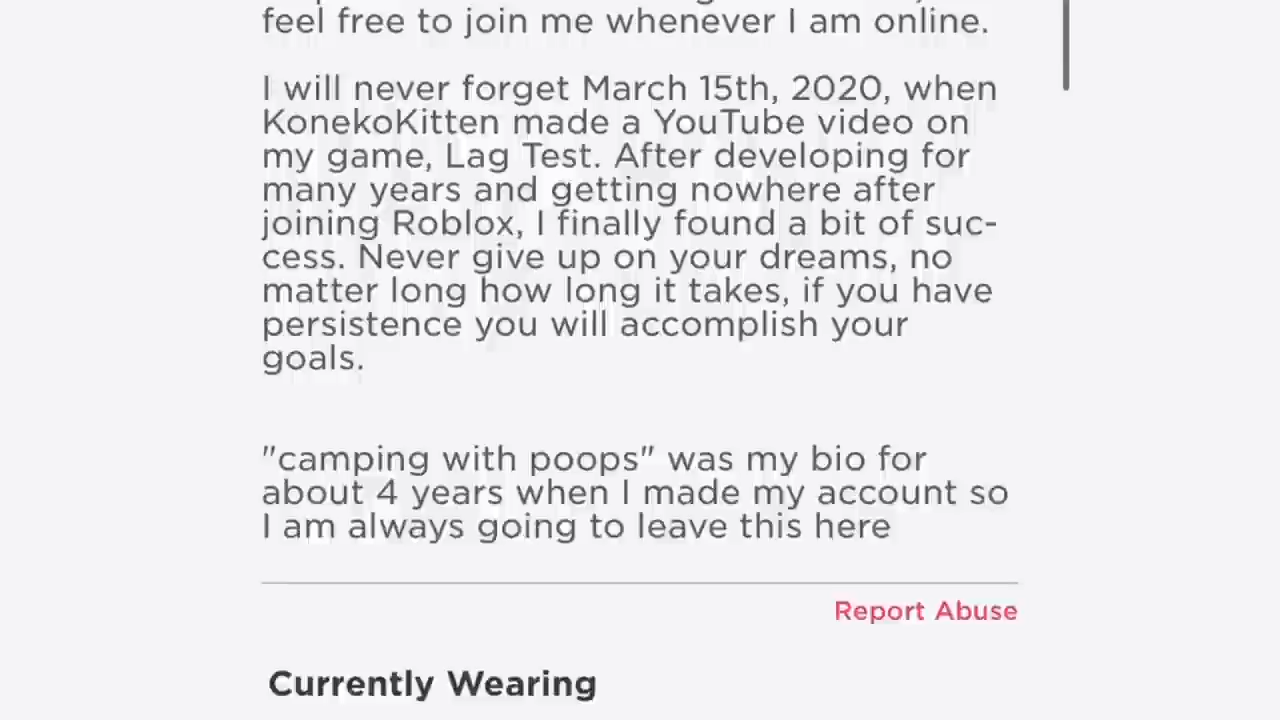 feel free to join me whenever I am online.
I will never forget March 15th, 2020, when
KonekoKitten made a YouTube video on
my game, Lag Test. After developing for
many years and getting nowhere after
joining Roblox, I finally found a bit of suc-
cess. Never give up on your dreams, no
matter long how long it takes, if you have
persistence you will accomplish your
goals.
"camping with poops" was my bio for
about 4 years when I made my account so
I am always going to leave this here
Report Abuse
Currently Wearing